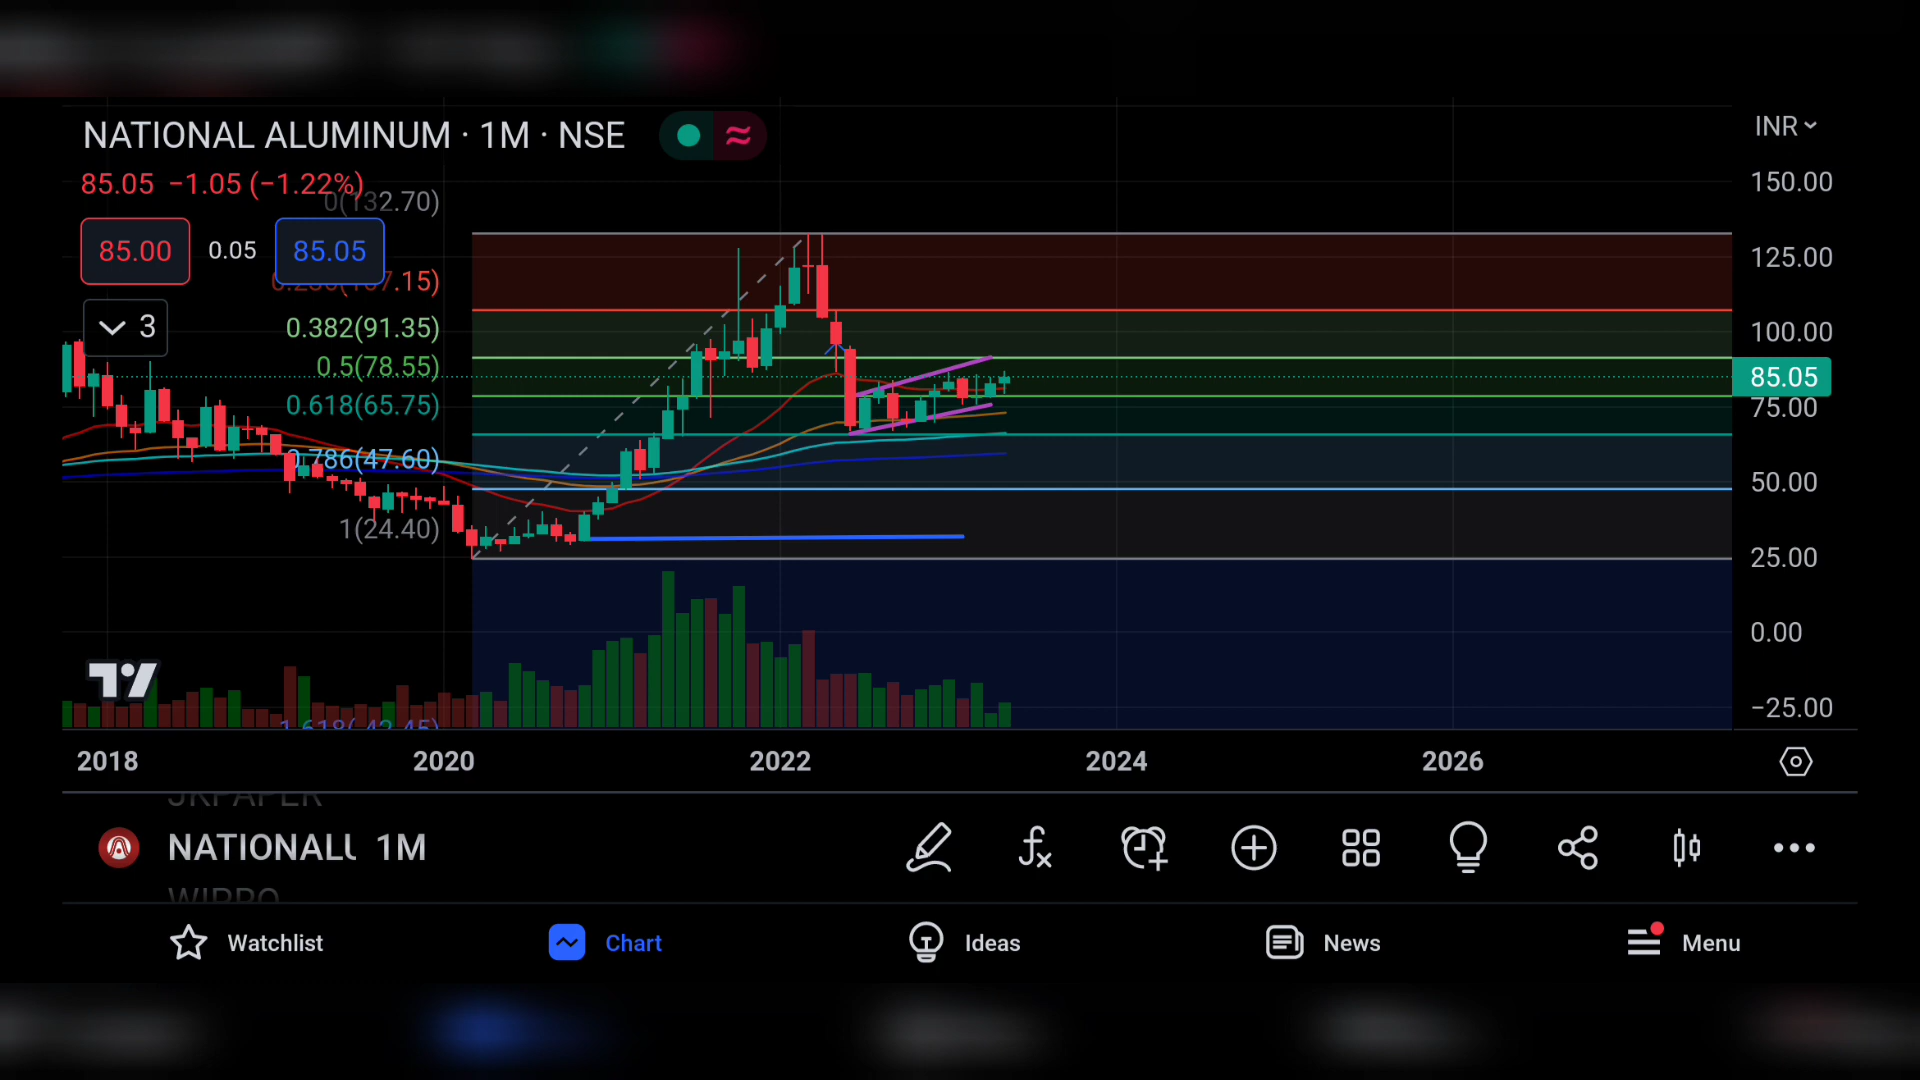 NATIONAL ALUMINUM · 1M · NSE
INR
85.05 −1.05 (−1.22%)
0(132.70)
150.00
85.00
0.05
85.05
125.00
3
0.382(91.35)
100.00
0.5(78.55)
85.05
0.618(65.75)
75.00
0.786(47.60)
50.00
1(24.40)
25.00
0.00
−25.00
2018
2020
2022
2024
2026
JKPAPER
NATIONALU 1M
WIPRO
Watchlist
Chart
Ideas
News
Menu